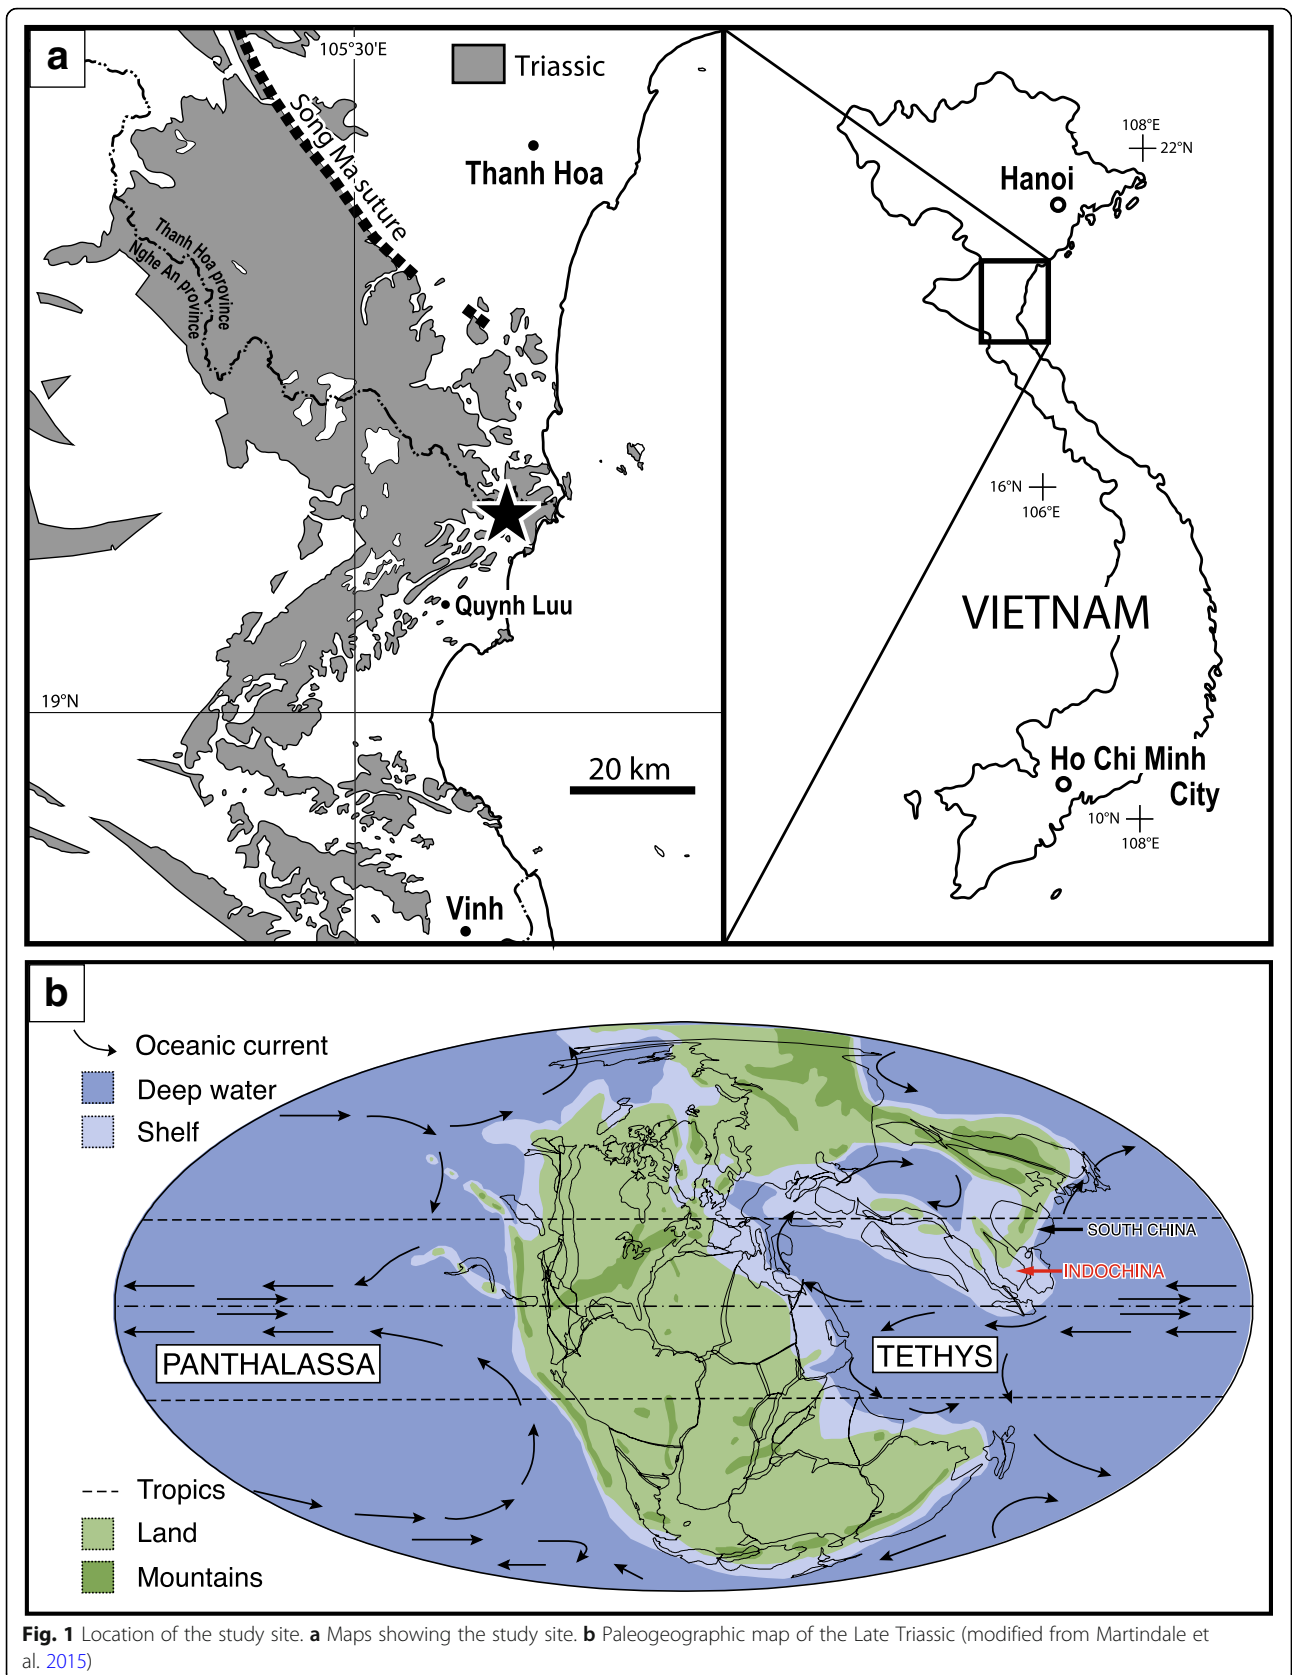 a
105°30'E
Triassic
Song Ma suture
Thanh Hoa
Thanh Hoa province
Nghe An province
Quynh Luu
19°N
20 km
Vinh
108°E
22°N
Hanoi
16°N
106°E
VIETNAM
Ho Chi Minh
City
10°N
108°E
b
Oceanic current
Deep water
Shelf
SOUTH CHINA
INDOCHINA
PANTHALASSA
TETHYS
Tropics
Land
Mountains
Fig. 1 Location of the study site. a Maps showing the study site. b Paleogeographic map of the Late Triassic (modified from Martindale et
al. 2015)